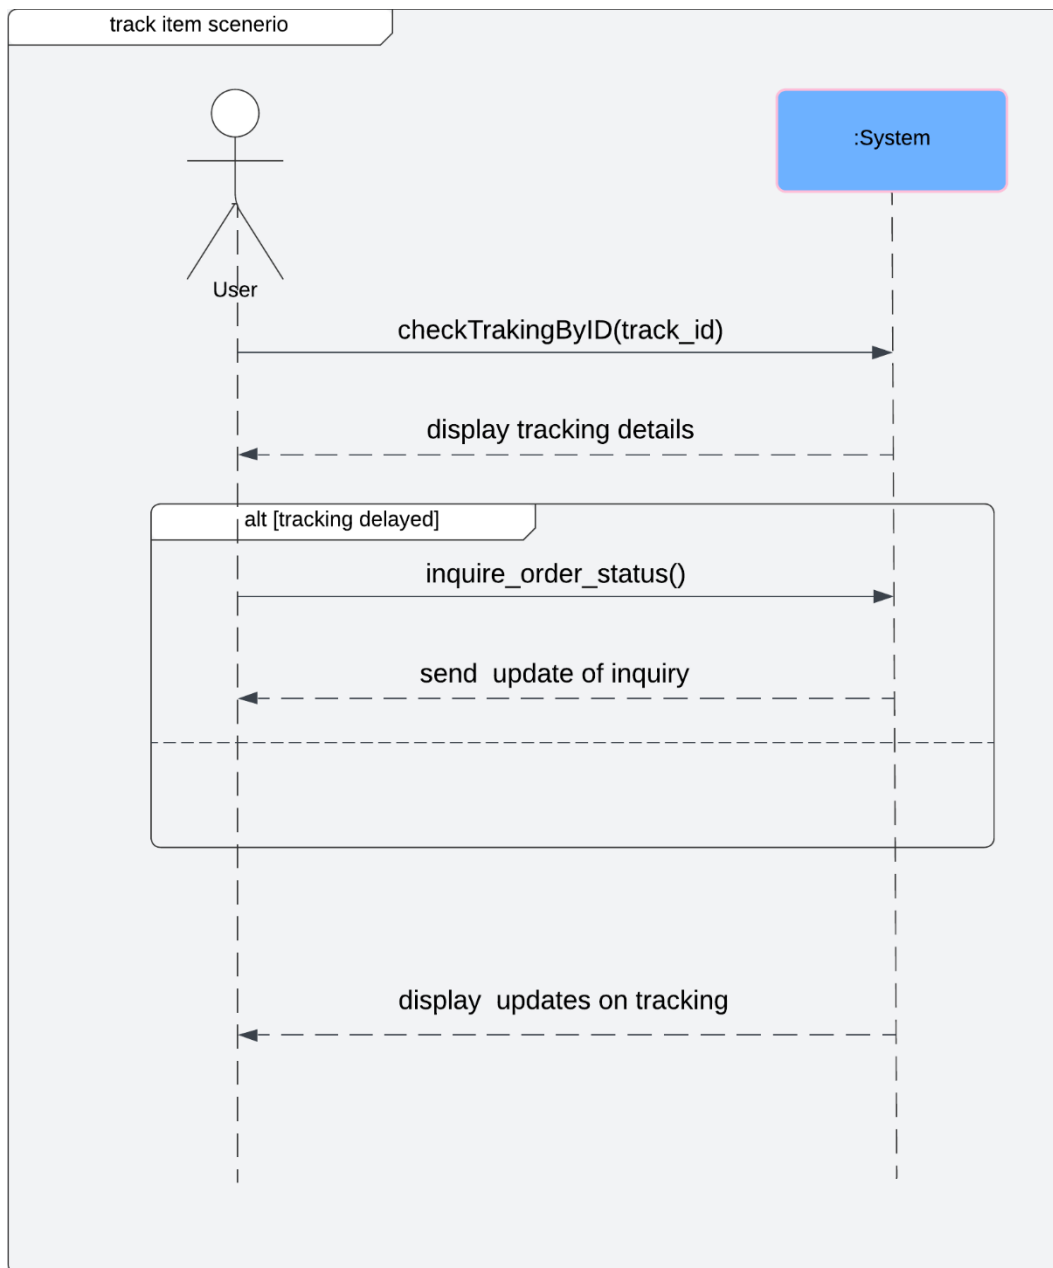 track item scenerio
:System
User
checkTrakingByID(track_id)
display tracking details
alt [tracking delayed]
inquire_order_status()
send  update of inquiry
display  updates on tracking